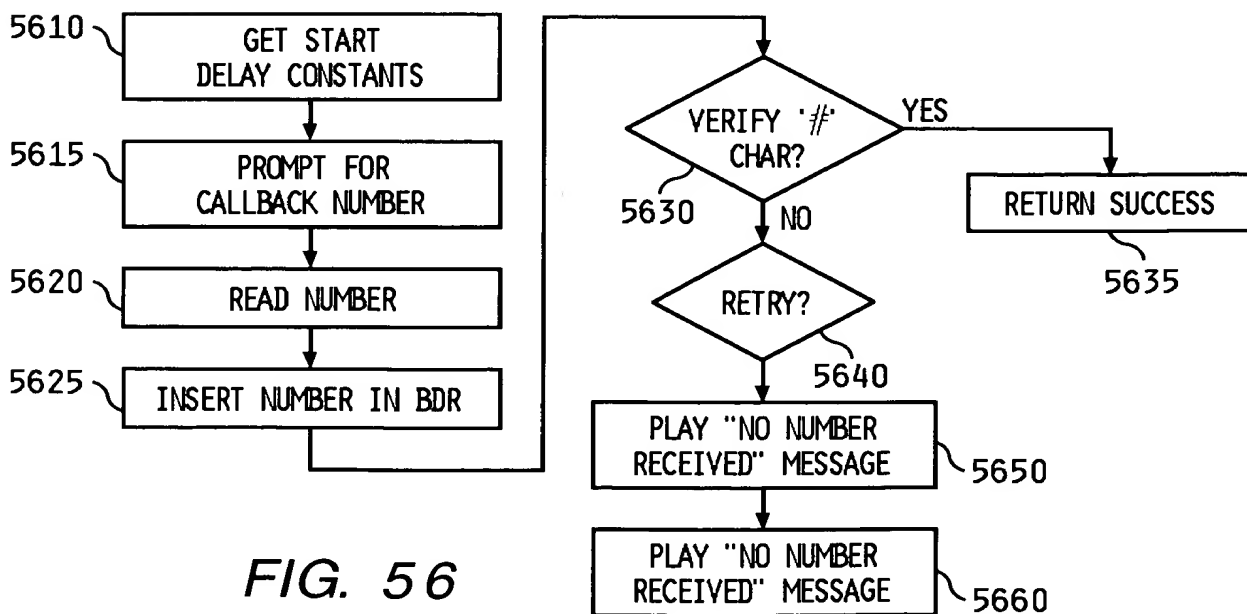 5610
GET START
DELAY CONSTANTS
5615
PROMPT FOR
CALLBACK NUMBER
5620
READ NUMBER
5625
INSERT NUMBER IN BDR
VERIFY '#'
CHAR?
5630
YES
RETURN SUCCESS
5635
NO
RETRY?
5640
PLAY "NO NUMBER
RECEIVED" MESSAGE
5650
PLAY "NO NUMBER
RECEIVED" MESSAGE
5660
FIG. 56